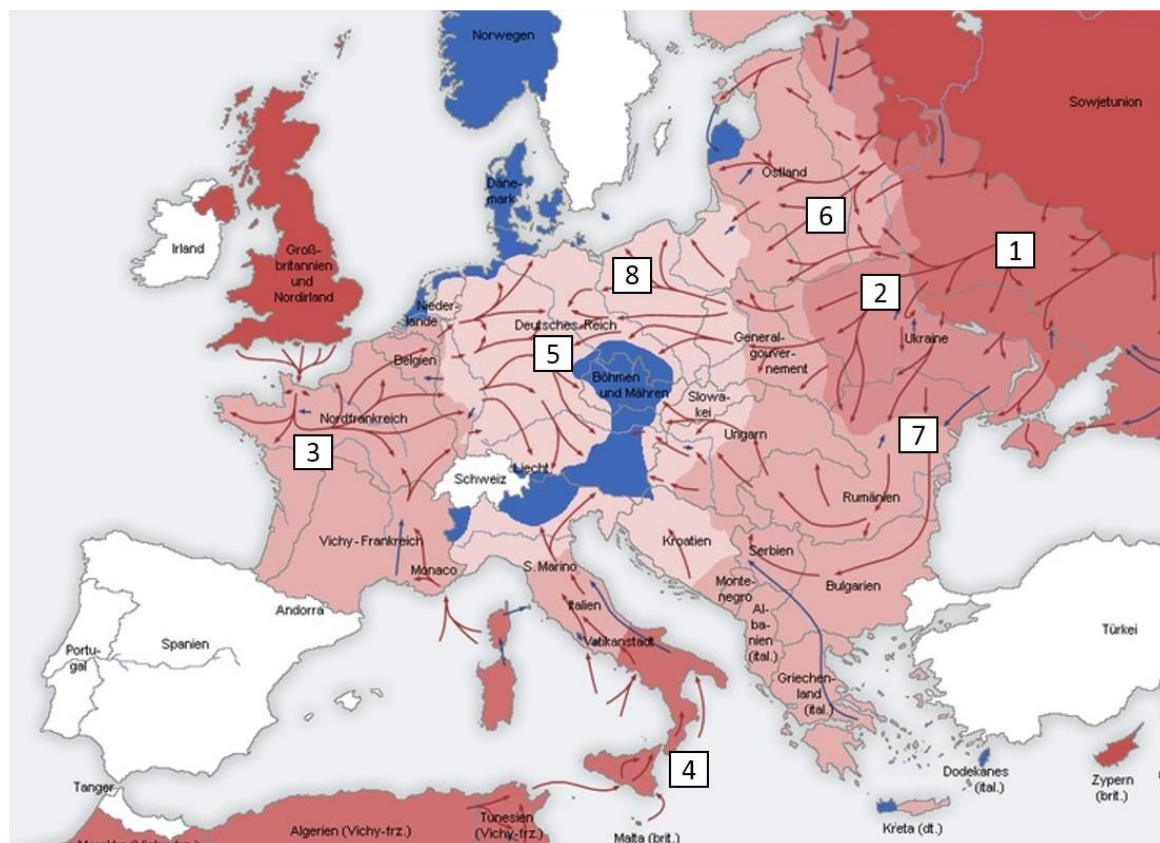 Norwegen
Sowjetunion
Däne-
mark
Ostland
Irland
Groß-
britannien
und
Nordirland
6
1
8
2
Nieder-
lande
Deutsches Reich
5
General-
gouver-
nement
Ukraine
Belgien
Böhmen
und Mähren
Slowa-
kei
Nordfrankreich
3
Ungarn
7
Schweiz
Liecht.
Rumänien
Vichy-Frankreich
Kroatien
Serbien
Monaco
S. Marino
Monte-
negro
Bulgarien
Andorra
Italien
Al-
ba-
nien
(ital.)
Vatikanstadt
Portu-
gal
Spanien
Türkei
Griechen-
land
(ital.)
4
Dodekanes
(ital.)
Zypern
(brit.)
Tanger
Algerien (Vichy-frz.)
Tunesien
(Vichy-frz.)
Malta (brit.)
Kreta (dt.)